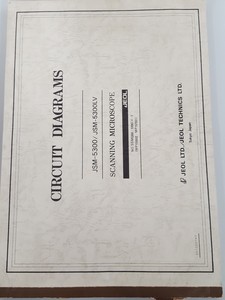 CIRCUIT DIAGRAMS
JSM-5300/JSM-5300LV
SCANNING MICROSCOPE
JEOL
JEOL LTD./JEOL TECHNICS LTD.
Tokyo Japan